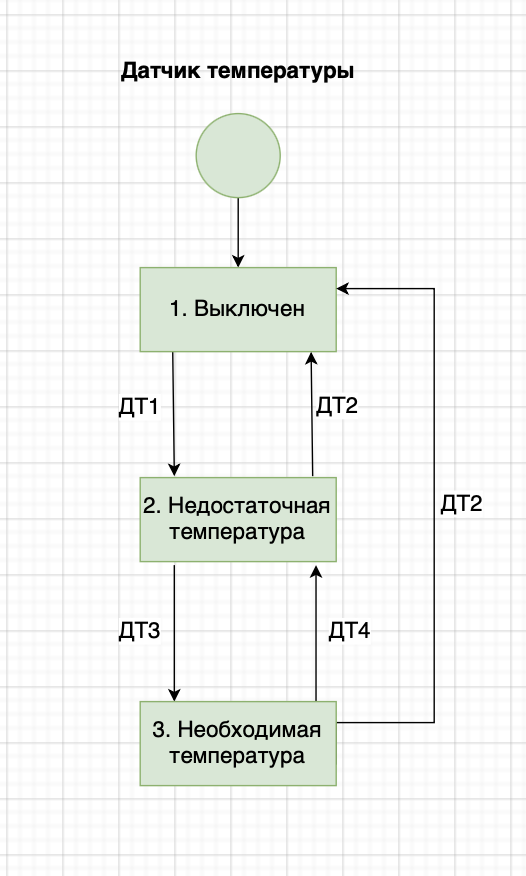 Датчик температуры
1. Выключен
ДТ1
ДТ2
2. Недостаточная
температура
ДТ2
ДТ3
ДТ4
3. Необходимая
температура